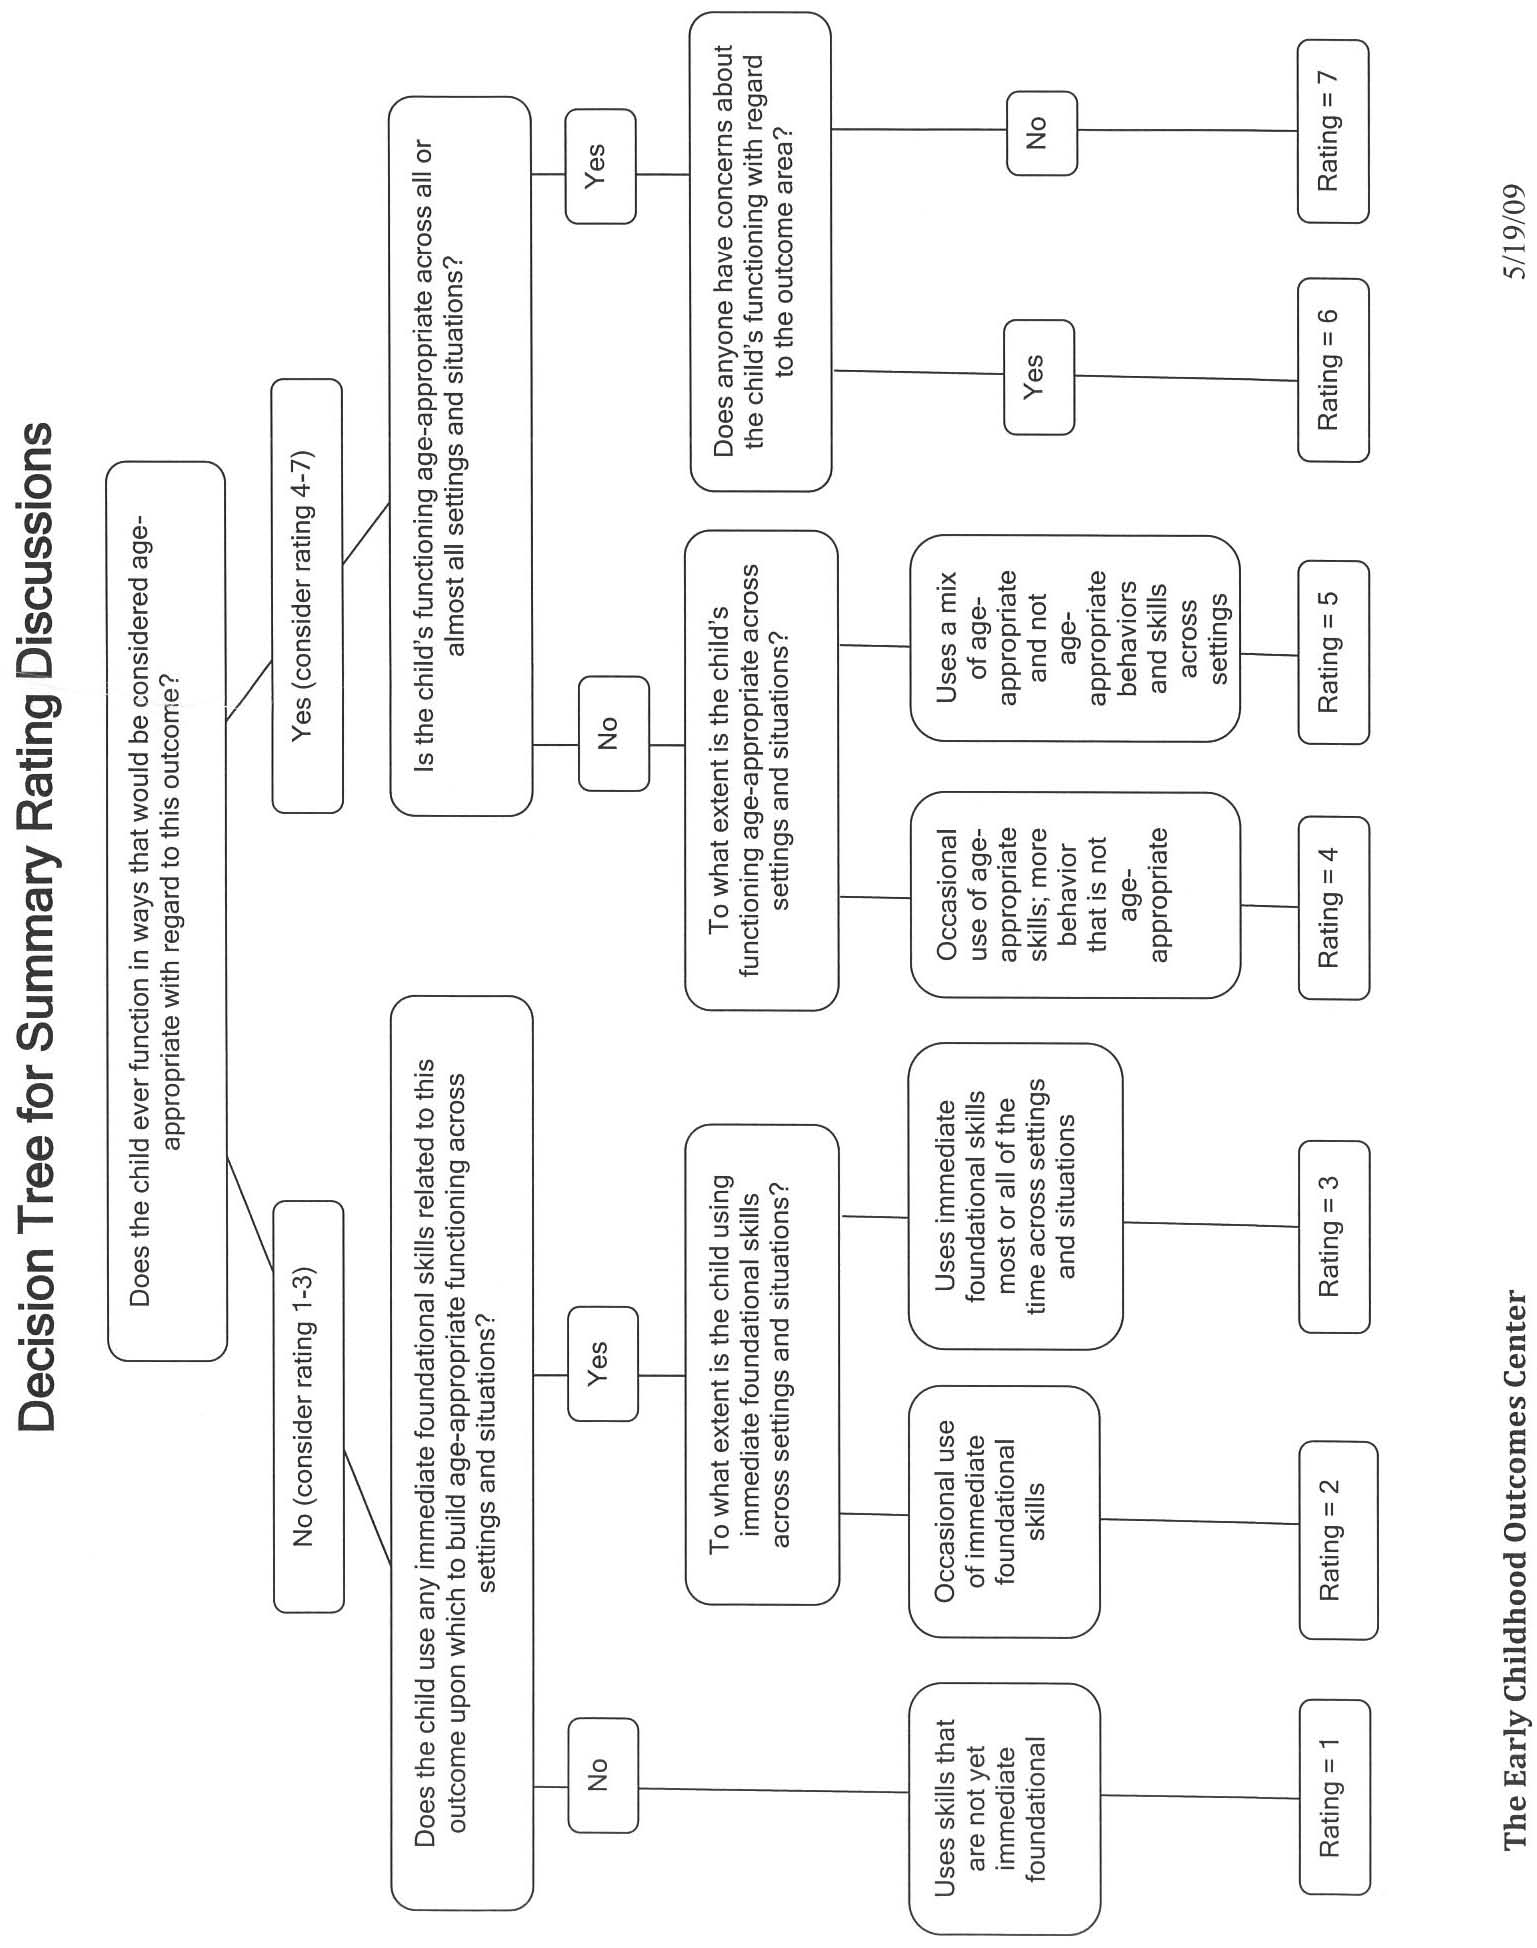 Decision Tree for Summary Rating Discussions
Does the child ever function in ways that would be considered age-
appropriate with regard to this outcome?
No (consider rating 1-3)
Yes (consider rating 4-7)
Does the child use any immediate foundational skills related to this
outcome upon which to build age-appropriate functioning across
settings and situations?
Is the child's functioning age-appropriate across all or
almost all settings and situations?
No
Yes
No
Yes
To what extent is the child using
immediate foundational skills
across settings and situations?
To what extent is the child's
functioning age-appropriate across
settings and situations?
Does anyone have concerns about
the child's functioning with regard
to the outcome area?
Uses skills that
are not yet
immediate
foundational
Occasional use
of immediate
foundational
skills
Uses immediate
foundational skills
most or all of the
time across settings
and situations
Occasional
use of age-
appropriate
skills; more
behavior
that is not
age-
appropriate
Uses a mix
of age-
appropriate
and not
age-
appropriate
behaviors
and skills
across
settings
Yes
No
Rating = 1
Rating = 2
Rating = 3
Rating = 4
Rating = 5
Rating = 6
Rating = 7
The Early Childhood Outcomes Center
5/19/09